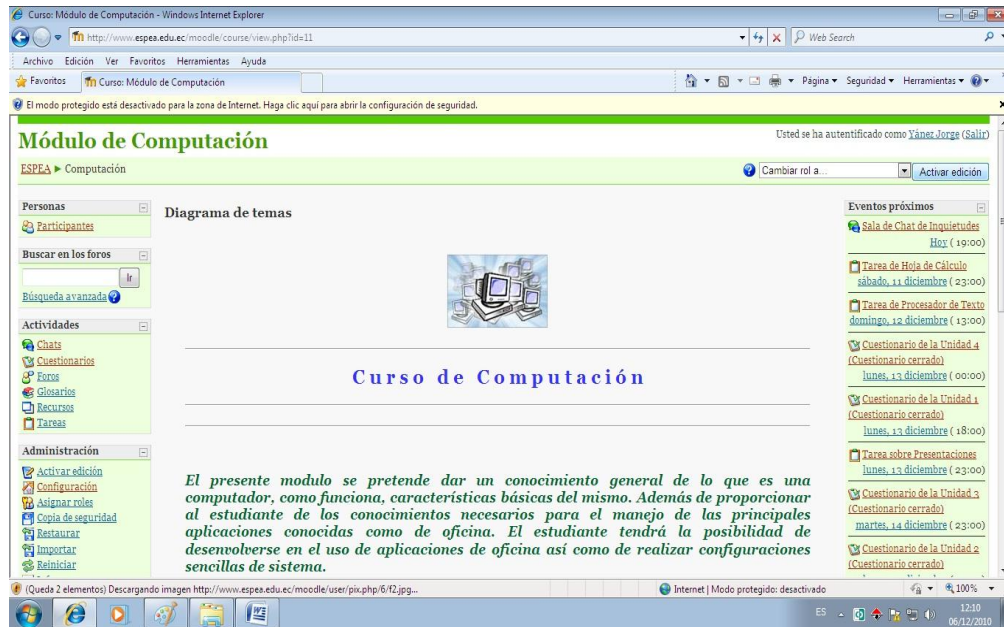 Curso: Módulo de Computación - Windows Internet Explorer
http://www.espea.edu.ec/moodle/course/view.php?id=11
Web Search
Archivo Edición Ver Favoritos Herramientas Ayuda
Favoritos
Curso: Módulo de Computación
Página
Seguridad
Herramientas
El modo protegido está desactivado para la zona de Internet. Haga clic aquí para abrir la configuración de seguridad.
Módulo de Computación
Usted se ha autentificado como Yánez Jorge (Salir)
ESPEA ► Computación
Cambiar rol a...
Activar edición
Personas
Participantes
Buscar en los foros
Ir
Búsqueda avanzada
Actividades
Chats
Cuestionarios
Foros
Glosarios
Recursos
Tareas
Administración
Activar edición
Configuración
Asignar roles
Copia de seguridad
Restaurar
Importar
Reiniciar
Diagrama de temas
Curso de Computación
El presente modulo se pretende dar un conocimiento general de lo que es una
computador, como funciona, características básicas del mismo. Además de proporcionar
al estudiante de los conocimientos necesarios para el manejo de las principales
aplicaciones conocidas como de oficina. El estudiante tendrá la posibilidad de
desenvolverse en el uso de aplicaciones de oficina así como de realizar configuraciones
sencillas de sistema.
Eventos próximos
Sala de Chat de Inquietudes
Hoy ( 19:00)
Tarea de Hoja de Cálculo
sábado, 11 diciembre ( 23:00)
Tarea de Procesador de Texto
domingo, 12 diciembre ( 13:00)
Cuestionario de la Unidad 4
(Cuestionario cerrado)
lunes, 13 diciembre ( 00:00)
Cuestionario de la Unidad 1
(Cuestionario cerrado)
lunes, 13 diciembre ( 18:00)
Tarea sobre Presentaciones
lunes, 13 diciembre ( 23:00)
Cuestionario de la Unidad 3
(Cuestionario cerrado)
martes, 14 diciembre ( 23:00)
Cuestionario de la Unidad 2
(Cuestionario cerrado)
(Queda 2 elementos) Descargando imagen http://www.espea.edu.ec/moodle/user/pix.php/6/f2.jpg...
Internet | Modo protegido: desactivado
100%
ES
12:10
06/12/2010